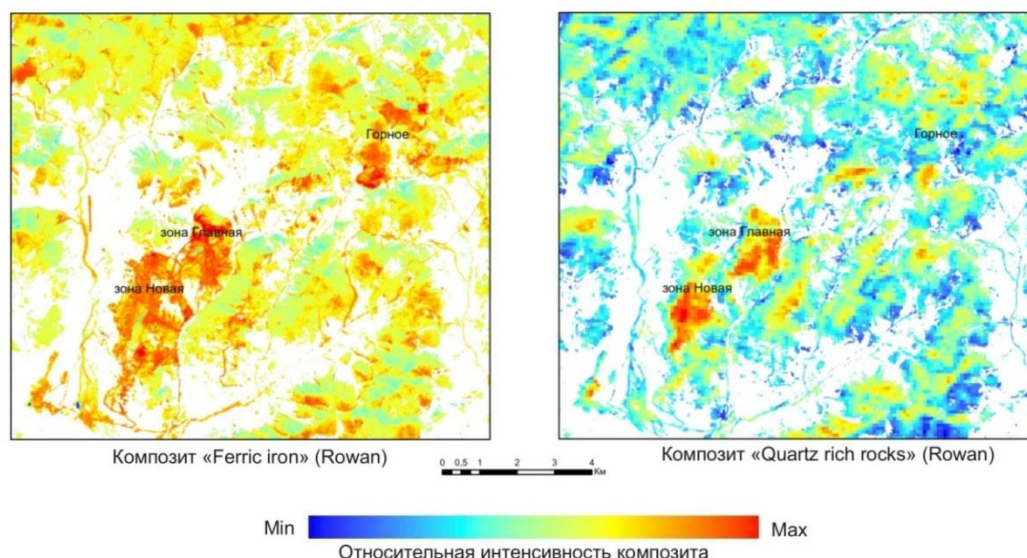 Горное
зона Главная
зона Новая
Горное
зона Главная
зона Новая
Композит «Ferric iron» (Rowan)
Композит «Quartz rich rocks» (Rowan)
0 0,5 1 2 3 4
Км
Min
Max
Относительная интенсивность композита